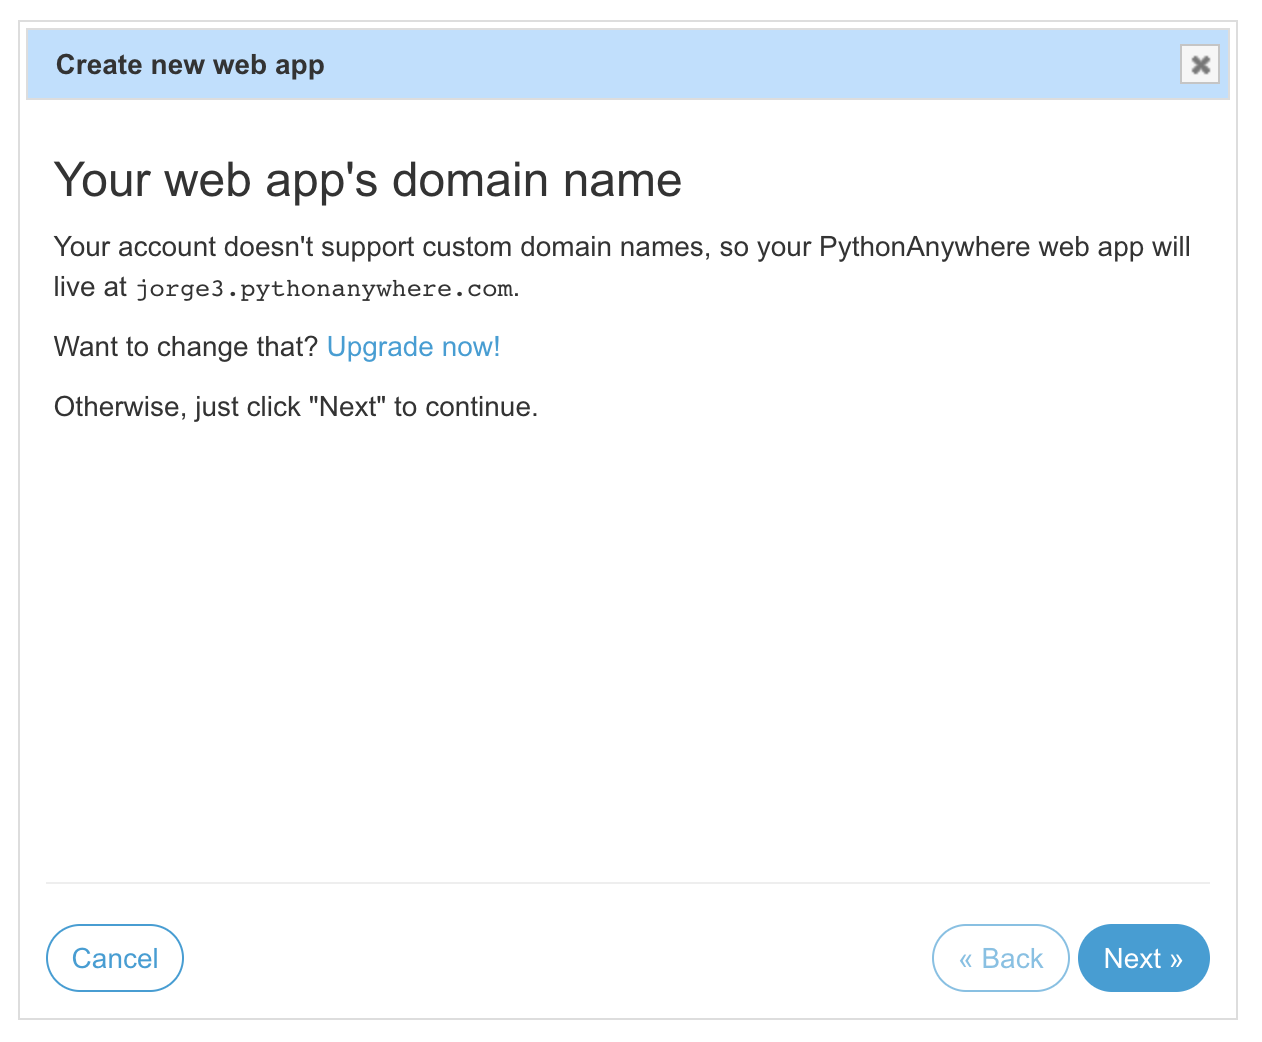 Create new web app
Your web app's domain name
Your account doesn't support custom domain names, so your PythonAnywhere web app will
live at jorge3.pythonanywhere.com.
Want to change that? Upgrade now!
Otherwise, just click "Next" to continue.
Cancel
« Back
Next »